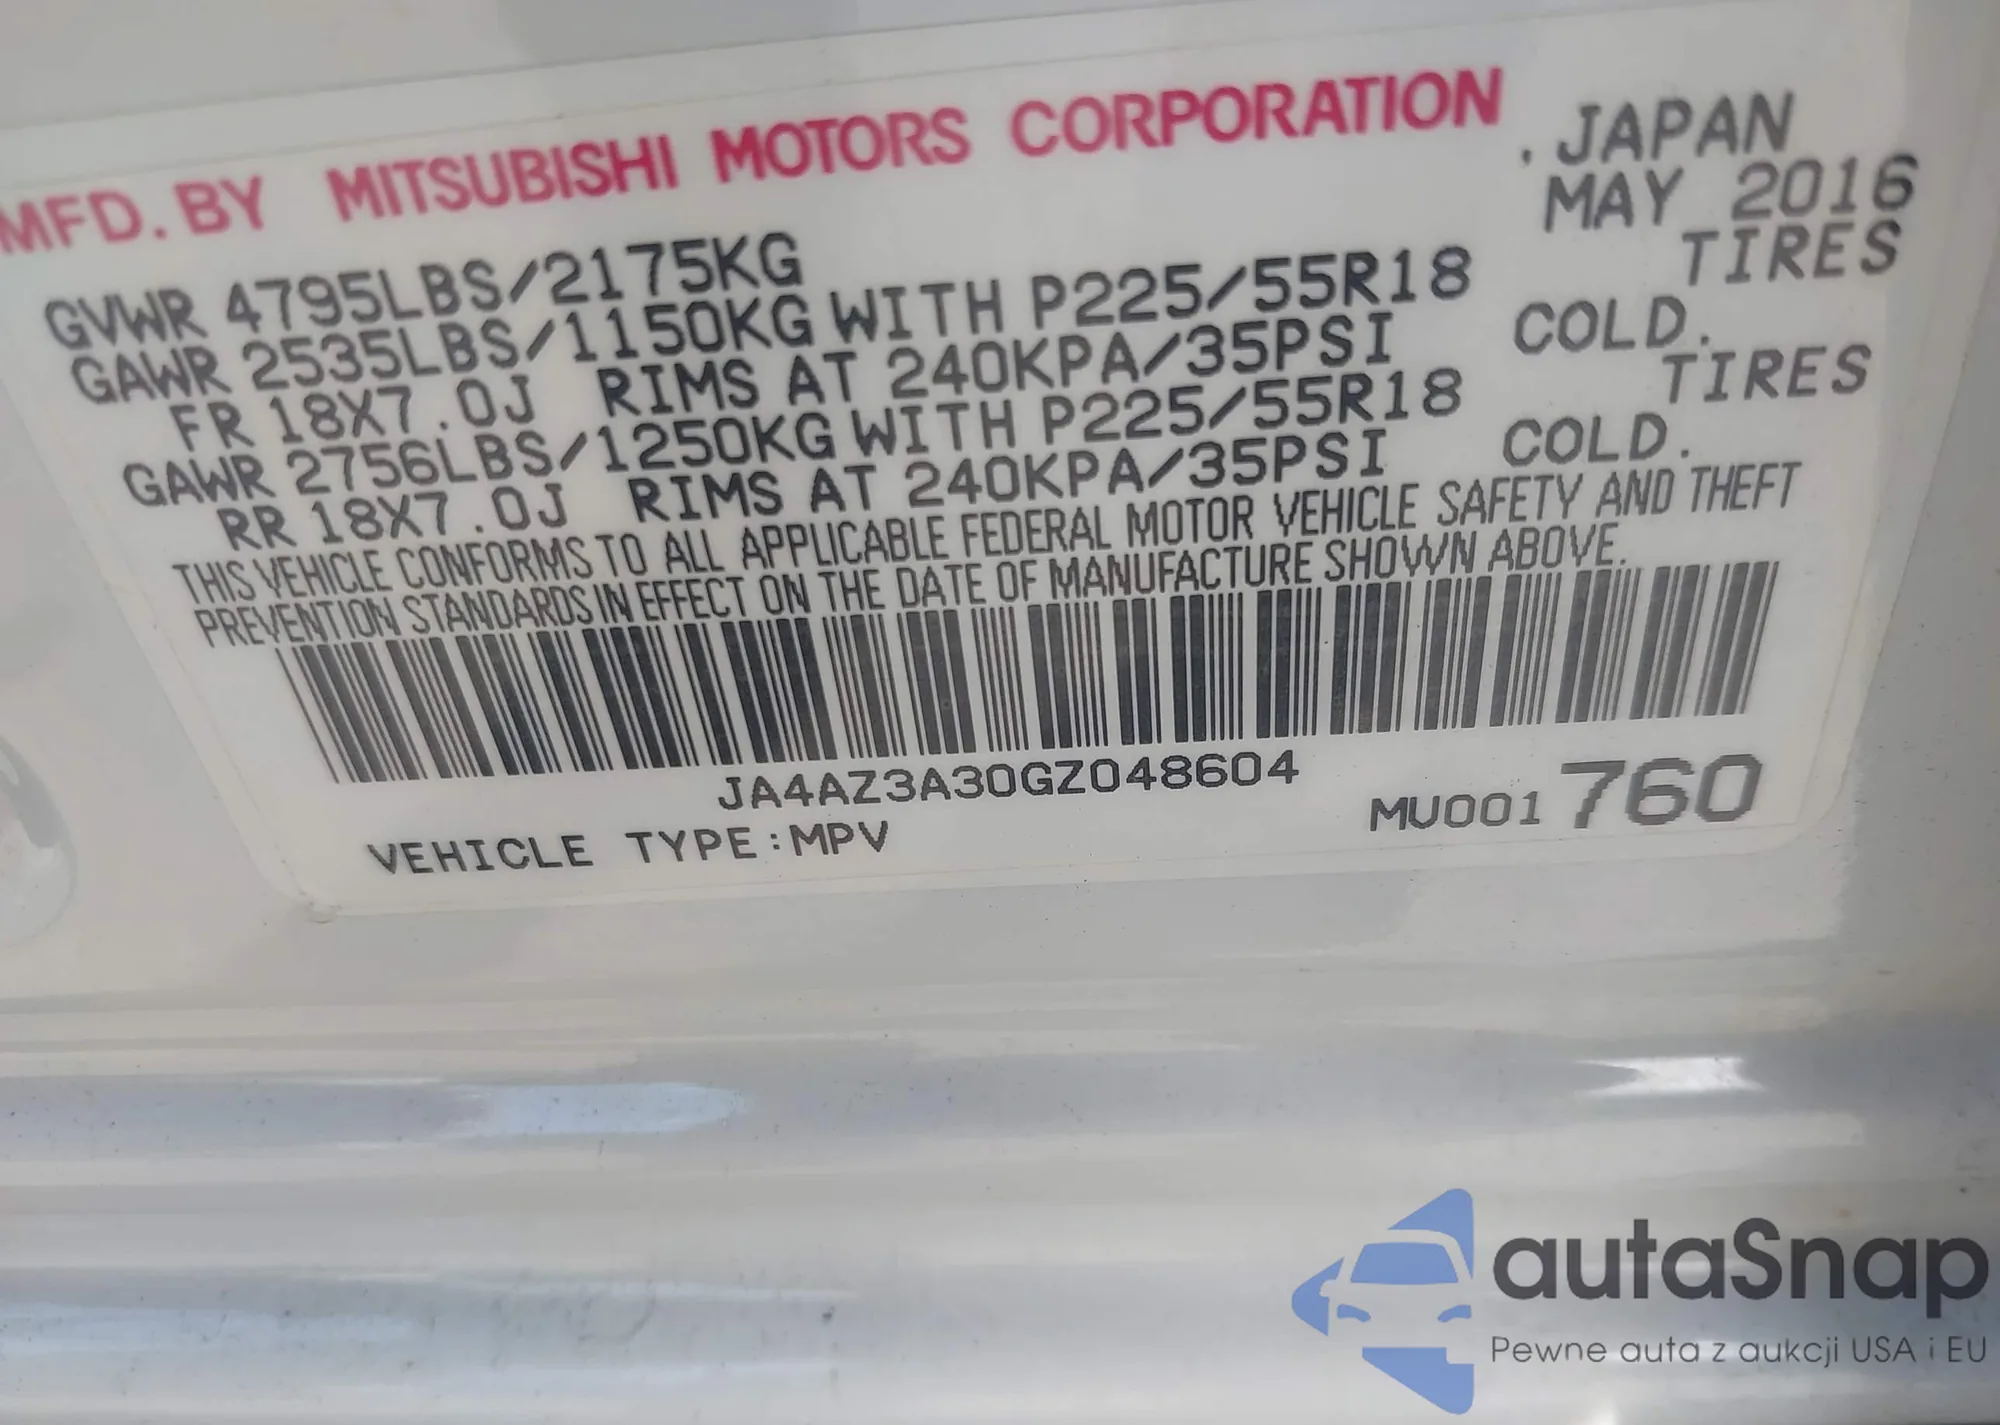 MFD. BY MITSUBISHI MOTORS CORPORATION . JAPAN
MAY 2016
GVWR 4795LBS/2175KG
GAWR 2535LBS/1150KG WITH P225/55R18 TIRES
FR 18X7.0J RIMS AT 240KPA/35PSI COLD.
GAWR 2756LBS/1250KG WITH P225/55R18 TIRES
RR 18X7.0J RIMS AT 240KPA/35PSI COLD.
THIS VEHICLE CONFORMS TO ALL APPLICABLE FEDERAL MOTOR VEHICLE SAFETY AND THEFT
PREVENTION STANDARDS IN EFFECT ON THE DATE OF MANUFACTURE SHOWN ABOVE.
JA4AZ3A30GZ048604
VEHICLE TYPE:MPV MU001760
autaSnap
Pewne auta z aukcji USA i EU